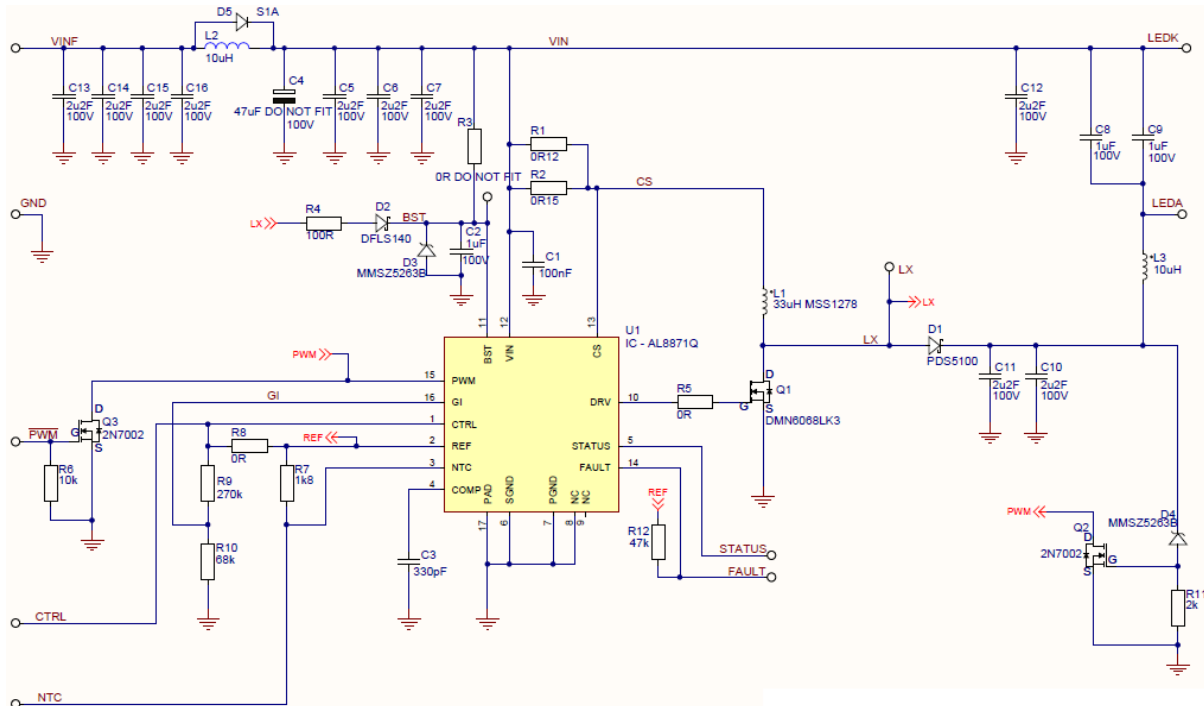 D5
S1A
VINF
L2
10uH
VIN
LEDK
C13
2u2F
100V
C14
2u2F
100V
C15
2u2F
100V
C16
2u2F
100V
C4
47uF DO NOT FIT
100V
C5
2u2F
100V
C6
2u2F
100V
C7
2u2F
100V
R3
0R DO NOT FIT
R1
0R12
R2
0R15
CS
C12
2u2F
100V
C8
1uF
100V
C9
1uF
100V
GND
LEDA
LX
R4
100R
D2
DFLS140
BST
D3
MMSZ5263B
C2
1uF
100V
C1
100nF
L3
10uH
LX
LX
L1
33uH MSS1278
11
12
13
U1
IC - AL8871Q
BST
VIN
CS
LX
D1
PDS5100
PWM
15
PWM
GI
16
GI
1
CTRL
2
REF
3
NTC
4
COMP
DRV
10
STATUS
5
FAULT
14
PAD
SGND
PGND
NC
NC
17
6
7
8
9
R5
0R
D
G
S
Q1
DMN6068LK3
C11
2u2F
100V
C10
2u2F
100V
PWM
D
G
S
Q3
2N7002
R6
10k
R8
0R
REF
R7
1k8
R9
270k
R10
68k
C3
330pF
REF
R12
47k
STATUS
FAULT
PWM
Q2
2N7002
D
G
S
D4
MMSZ5263B
R11
2k
CTRL
NTC